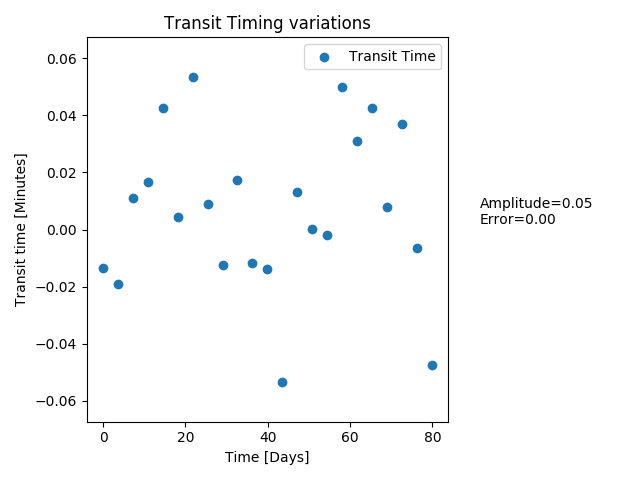 Transit Timing variations
Transit Time
0.06
0.04
0.02
0.00
−0.02
−0.04
−0.06
Transit time [Minutes]
Amplitude=0.05
Error=0.00
0 20 40 60 80
Time [Days]